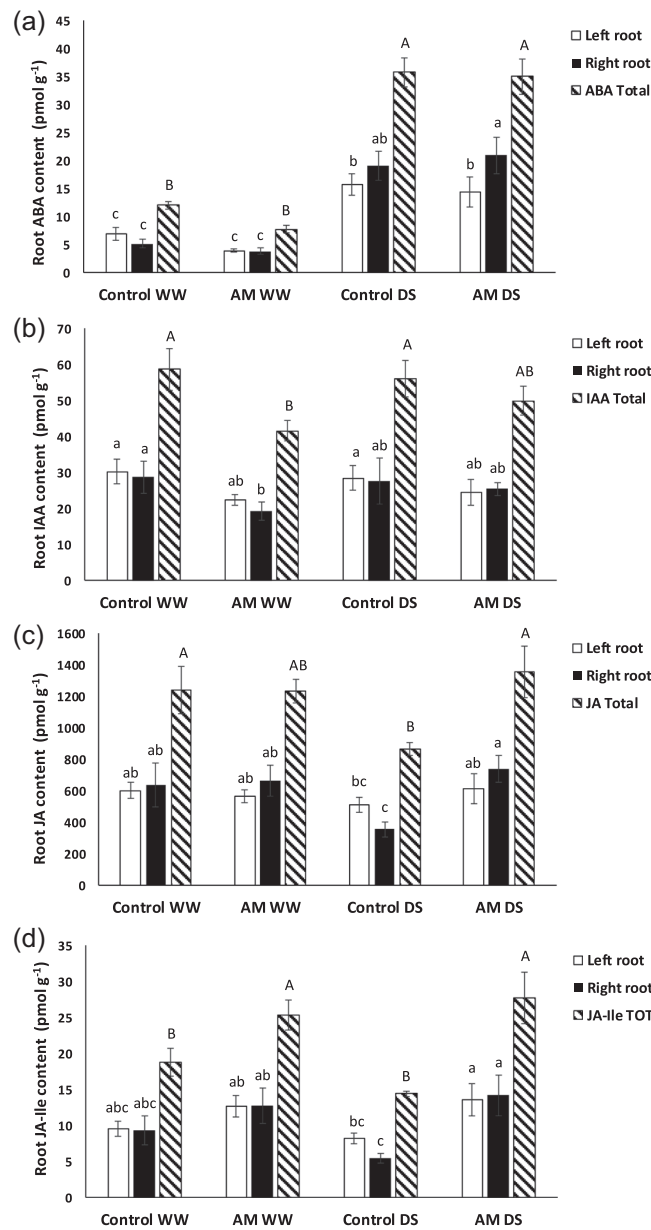 (a)
Root ABA content (pmol g⁻¹)
45
40
35
30
25
20
15
10
5
0
c c B
c c B
b ab A
b a A
Control WW AM WW Control DS AM DS
Left root
Right root
ABA Total
(b)
Root IAA content (pmol g⁻¹)
70
60
50
40
30
20
10
0
a a A
ab b B
a ab A
ab ab AB
Control WW AM WW Control DS AM DS
Left root
Right root
IAA Total
(c)
Root JA content (pmol g⁻¹)
1600
1400
1200
1000
800
600
400
200
0
ab ab A
ab ab AB
bc c B
ab a A
Control WW AM WW Control DS AM DS
Left root
Right root
JA Total
(d)
Root JA-Ile content (pmol g⁻¹)
35
30
25
20
15
10
5
0
abc abc B
ab ab A
bc c B
a a A
Control WW AM WW Control DS AM DS
Left root
Right root
JA-Ile TOT